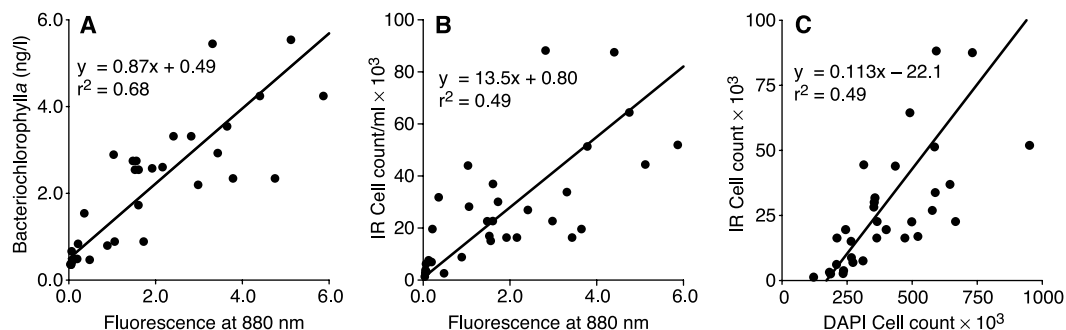 A
y = 0.87x + 0.49
r² = 0.68
Bacteriochlorophyll a (ng/l)
6.0
4.0
2.0
0.0
0.0 2.0 4.0 6.0
Fluorescence at 880 nm
B
y = 13.5x + 0.80
r² = 0.49
IR Cell count/ml × 10³
100
80
60
40
20
0
0.0 2.0 4.0 6.0
Fluorescence at 880 nm
C
y = 0.113x – 22.1
r² = 0.49
IR Cell count × 10³
100
75
50
25
0
0 250 500 750 1000
DAPI Cell count × 10³